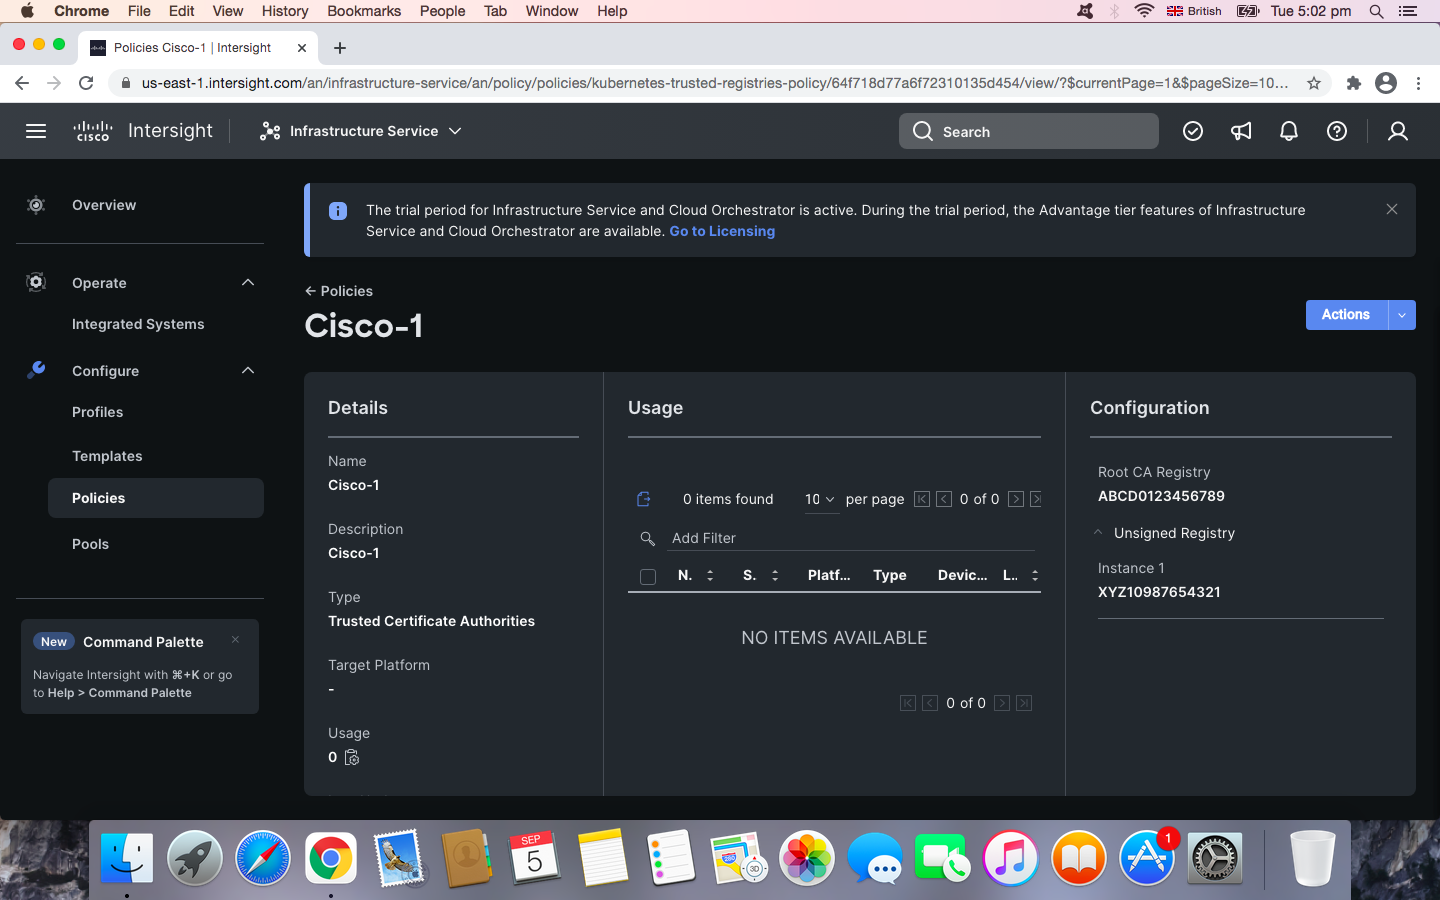 Chrome File Edit View History Bookmarks People Tab Window Help British Tue 5:02 pm
Policies Cisco-1 | Intersight
us-east-1.intersight.com/an/infrastructure-service/an/policy/policies/kubernetes-trusted-registries-policy/64f718d77a6f72310135d454/view/?$currentPage=1&$pageSize=10...
CISCO Intersight Infrastructure Service Search
Overview
Operate
Integrated Systems
Configure
Profiles
Templates
Policies
Pools
New Command Palette
Navigate Intersight with ⌘+K or go
to Help > Command Palette
The trial period for Infrastructure Service and Cloud Orchestrator is active. During the trial period, the Advantage tier features of Infrastructure
Service and Cloud Orchestrator are available. Go to Licensing
Policies
Cisco-1
Actions
Details
Name
Cisco-1
Description
Cisco-1
Type
Trusted Certificate Authorities
Target Platform
-
Usage
0
Usage
0 items found 10 per page 0 of 0
Add Filter
N. S. Platf... Type Devic... L..
NO ITEMS AVAILABLE
0 of 0
Configuration
Root CA Registry
ABCD0123456789
Unsigned Registry
Instance 1
XYZ10987654321
SEP
5
280
3D
1